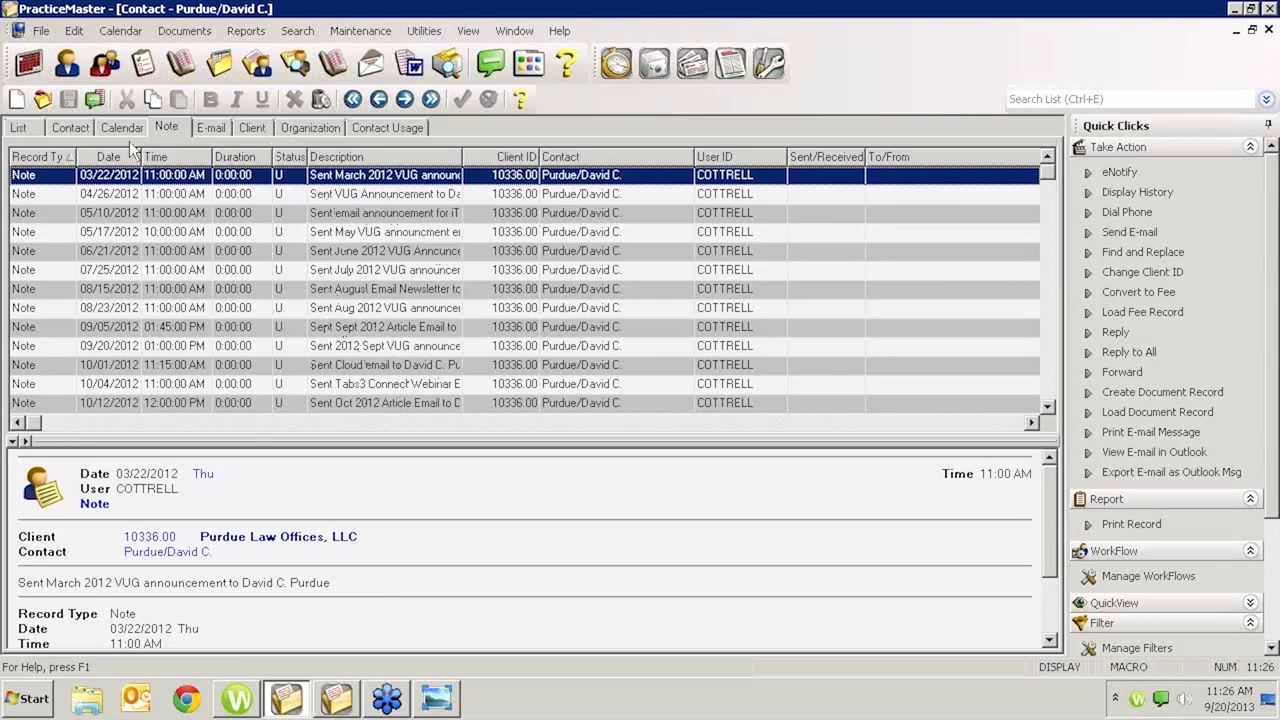 PracticeMaster - [Contact - Purdue/David C.]
File Edit Calendar Documents Reports Search Maintenance Utilities View Window Help
Search List (Ctrl+E)
List Contact Calendar Note E-mail Client Organization Contact Usage
Record Ty Date Time Duration Status Description Client ID Contact User ID Sent/Received To/From
Note 03/22/2012 11:00:00 AM 0:00:00 U Sent March 2012 VUG announc 10336.00 Purdue/David C. COTTRELL
Note 04/26/2012 11:00:00 AM 0:00:00 U Sent VUG Announcement to Da 10336.00 Purdue/David C. COTTRELL
Note 05/10/2012 11:00:00 AM 0:00:00 U Sent email announcement for iT 10336.00 Purdue/David C. COTTRELL
Note 05/17/2012 10:00:00 AM 0:00:00 U Sent May VUG announcment er 10336.00 Purdue/David C. COTTRELL
Note 06/21/2012 11:00:00 AM 0:00:00 U Sent June 2012 VUG Announce 10336.00 Purdue/David C. COTTRELL
Note 07/25/2012 11:00:00 AM 0:00:00 U Sent July 2012 VUG announcer 10336.00 Purdue/David C. COTTRELL
Note 08/15/2012 11:00:00 AM 0:00:00 U Sent August Email Newsletter to 10336.00 Purdue/David C. COTTRELL
Note 08/23/2012 11:00:00 AM 0:00:00 U Sent Aug 2012 VUG announcer 10336.00 Purdue/David C. COTTRELL
Note 09/05/2012 01:45:00 PM 0:00:00 U Sept Sept 2012 Article Email to 10336.00 Purdue/David C. COTTRELL
Note 09/20/2012 01:00:00 PM 0:00:00 U Sent 2012 Sept VUG announce 10336.00 Purdue/David C. COTTRELL
Note 10/01/2012 11:15:00 AM 0:00:00 U Sent Cloud email to David C. Pu 10336.00 Purdue/David C. COTTRELL
Note 10/04/2012 11:00:00 AM 0:00:00 U Sent Tabs3 Connect Webinar E 10336.00 Purdue/David C. COTTRELL
Note 10/12/2012 12:00:00 PM 0:00:00 U Sent Oct 2012 Article Email to D 10336.00 Purdue/David C. COTTRELL
Date 03/22/2012 Thu Time 11:00 AM
User COTTRELL
Note
Client 10336.00 Purdue Law Offices, LLC
Contact Purdue/David C.
Sent March 2012 VUG announcement to David C. Purdue
Record Type Note
Date 03/22/2012 Thu
Time 11:00 AM
Quick Clicks
Take Action
eNotify
Display History
Dial Phone
Send E-mail
Find and Replace
Change Client ID
Convert to Fee
Load Fee Record
Reply
Reply to All
Forward
Create Document Record
Load Document Record
Print E-mail Message
View E-mail in Outlook
Export E-mail as Outlook Msg
Report
Print Record
WorkFlow
Manage WorkFlows
QuickView
Filter
Manage Filters
For Help, press F1 DISPLAY MACRO NUM 11:26
Start
11:26 AM
9/20/2013